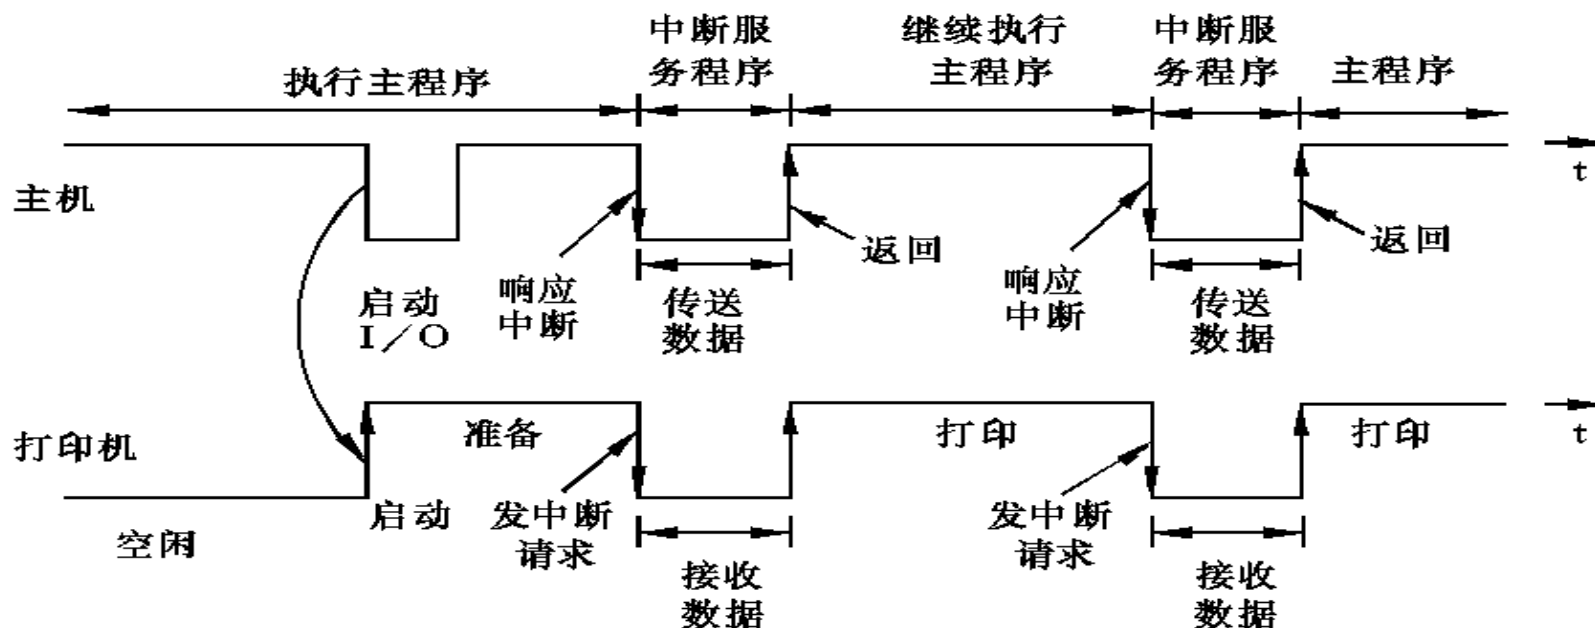 中断服
务程序
继续执行
主程序
中断服
务程序
执行主程序
主程序
t
主机
返回
返回
启动
I／O
响应
中断
传送
数据
响应
中断
传送
数据
准备
打印
打印
打印机
t
启动
发中断
请求
发中断
请求
空闲
接收
数据
接收
数据